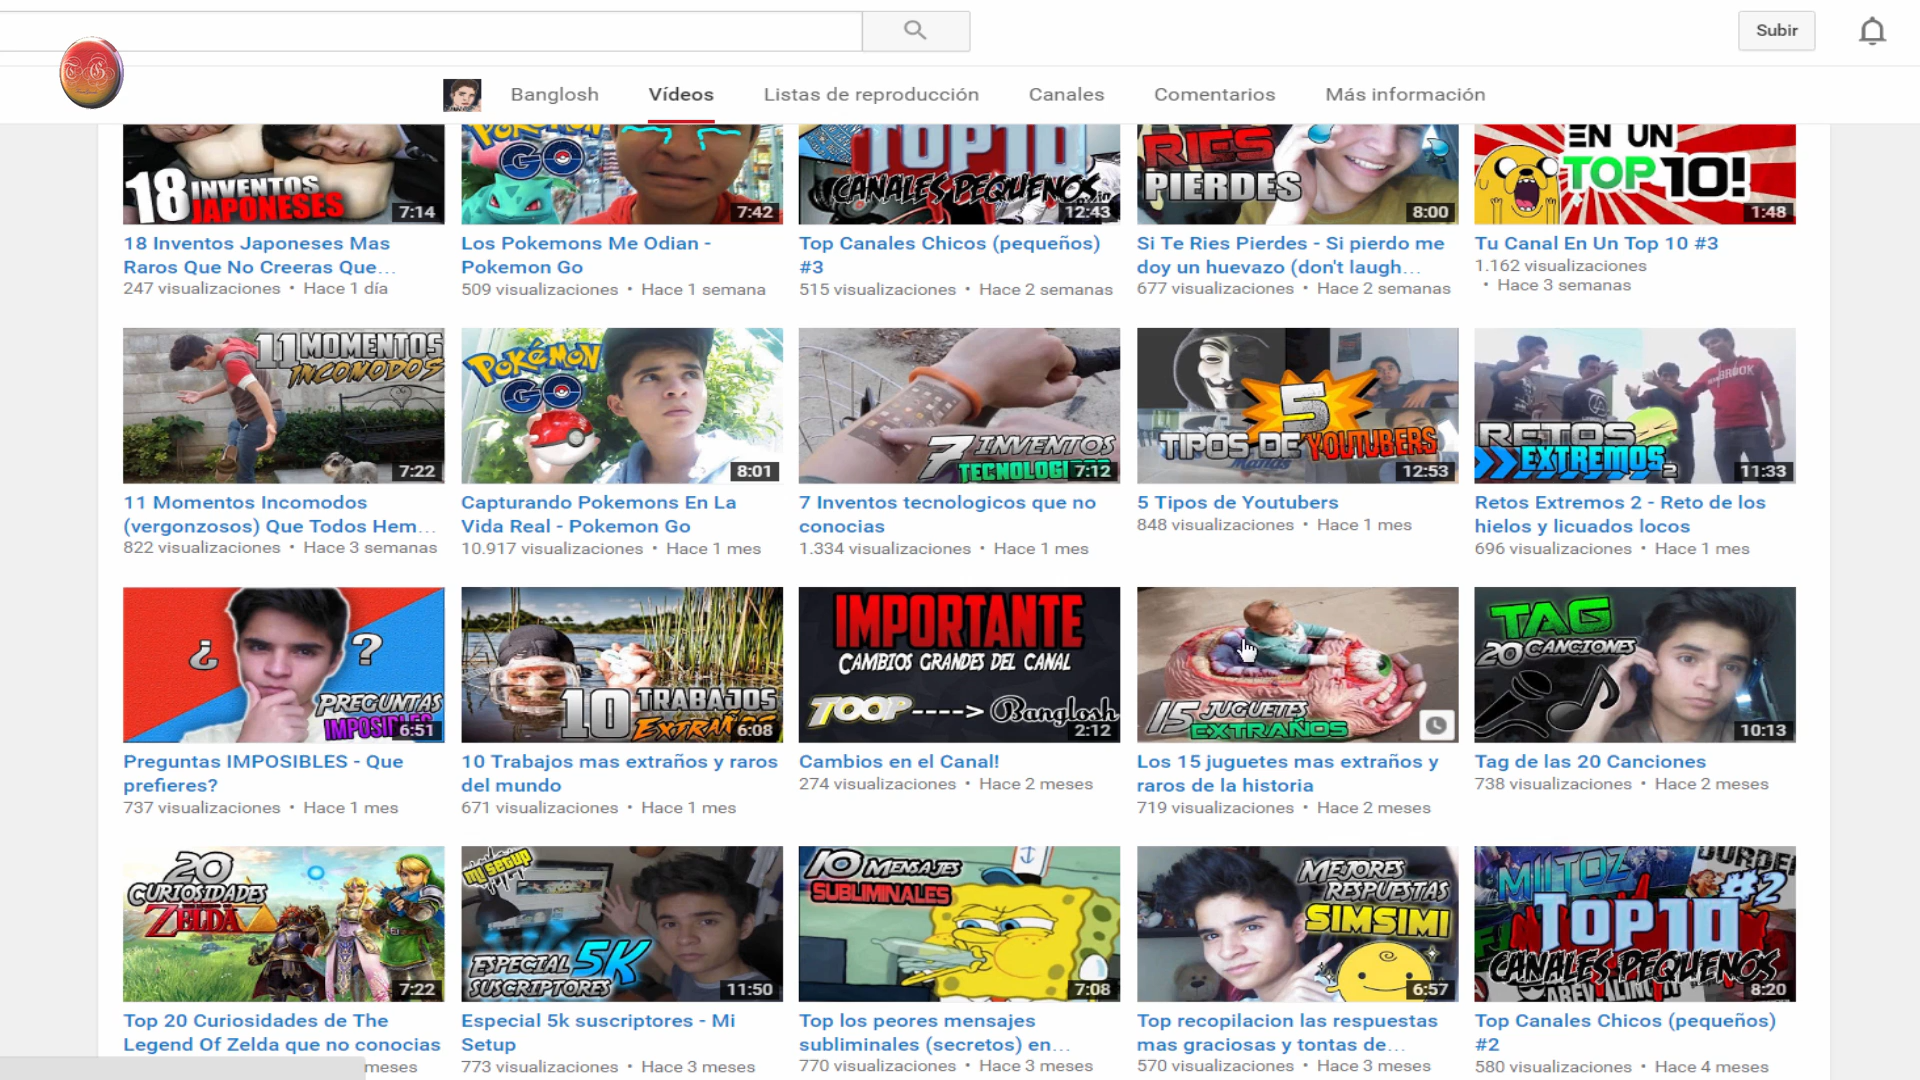 Subir
Banglosh
Vídeos
Listas de reproducción
Canales
Comentarios
Más información
18 INVENTOS
JAPONESES
7:14
POKÉMON
GO
7:42
TOP 10
CANALES PEQUEÑOS
12:43
RIES
PIERDES
8:00
EN UN
TOP 10!
1:48
18 Inventos Japoneses Mas
Raros Que No Creeras Que...
247 visualizaciones • Hace 1 día
Los Pokemons Me Odian -
Pokemon Go
509 visualizaciones • Hace 1 semana
Top Canales Chicos (pequeños)
#3
515 visualizaciones • Hace 2 semanas
Si Te Ries Pierdes - Si pierdo me
doy un huevazo (don't laugh...
677 visualizaciones • Hace 2 semanas
Tu Canal En Un Top 10 #3
1.162 visualizaciones
• Hace 3 semanas
11 MOMENTOS
INCOMODOS
7:22
POKÉMON
GO
8:01
7 INVENTOS
TECNOLOGI
7:12
5
TIPOS DE YOUTUBERS
12:53
BROOK
RETOS
EXTREMOS 2
11:33
11 Momentos Incomodos
(vergonzosos) Que Todos Hem...
822 visualizaciones • Hace 3 semanas
Capturando Pokemons En La
Vida Real - Pokemon Go
10.917 visualizaciones • Hace 1 mes
7 Inventos tecnologicos que no
conocias
1.334 visualizaciones • Hace 1 mes
5 Tipos de Youtubers
848 visualizaciones • Hace 1 mes
Retos Extremos 2 - Reto de los
hielos y licuados locos
696 visualizaciones • Hace 1 mes
¿ ?
PREGUNTAS
IMPOSIBLES
6:51
10 TRABAJOS
EXTRAÑOS
6:08
IMPORTANTE
CAMBIOS GRANDES DEL CANAL
TOOP ----> Banglosh
2:12
15 JUGUETES
EXTRAÑOS
TAG
20 CANCIONES
10:13
Preguntas IMPOSIBLES - Que
prefieres?
737 visualizaciones • Hace 1 mes
10 Trabajos mas extraños y raros
del mundo
671 visualizaciones • Hace 1 mes
Cambios en el Canal!
274 visualizaciones • Hace 2 meses
Los 15 juguetes mas extraños y
raros de la historia
719 visualizaciones • Hace 2 meses
Tag de las 20 Canciones
738 visualizaciones • Hace 2 meses
20
CURIOSIDADES
ZELDA
7:22
MI SETUP
ESPECIAL 5K
SUSCRIPTORES
11:50
10 MENSAJES
SUBLIMINALES
7:08
MEJORES
RESPUESTAS
SIMSIMI
6:57
MIITOZ
#2
TOP 10
CANALES PEQUEÑOS
8:20
Top 20 Curiosidades de The
Legend Of Zelda que no conocias
meses
Especial 5k suscriptores - Mi
Setup
773 visualizaciones • Hace 3 meses
Top los peores mensajes
subliminales (secretos) en...
770 visualizaciones • Hace 3 meses
Top recopilacion las respuestas
mas graciosas y tontas de...
570 visualizaciones • Hace 3 meses
Top Canales Chicos (pequeños)
#2
580 visualizaciones • Hace 4 meses